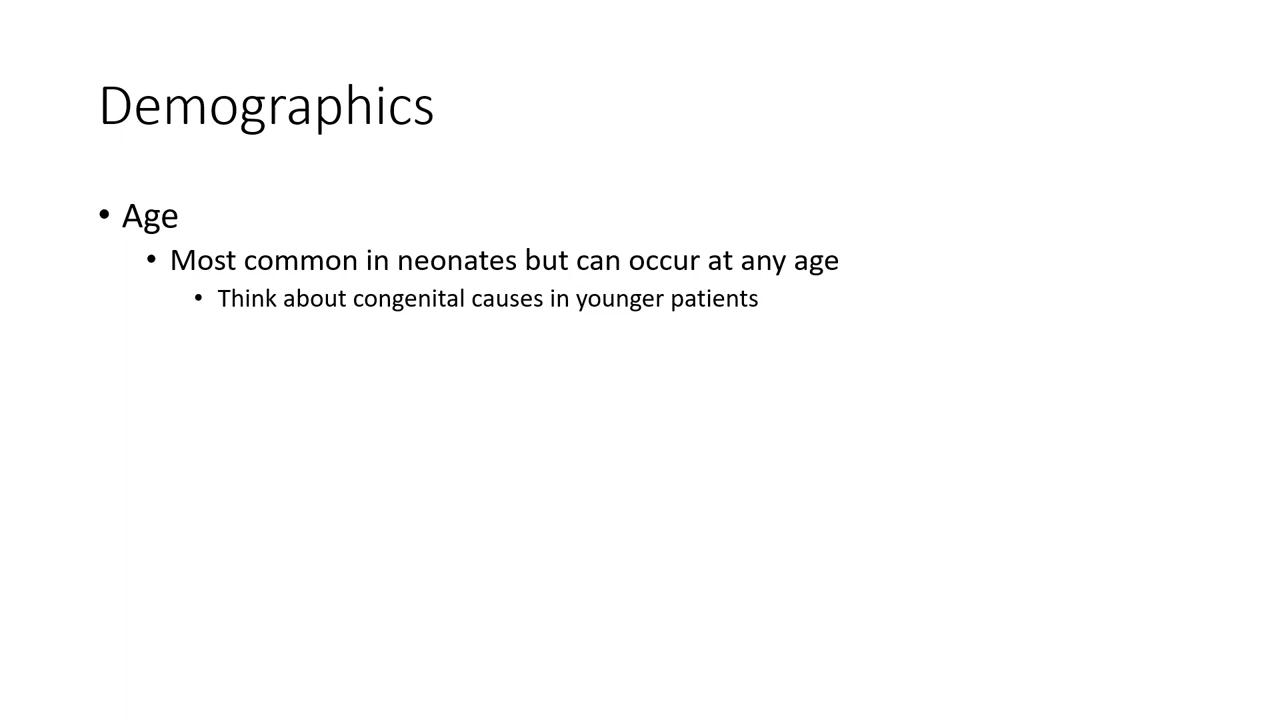 Demographics
• Age
• Most common in neonates but can occur at any age
• Think about congenital causes in younger patients